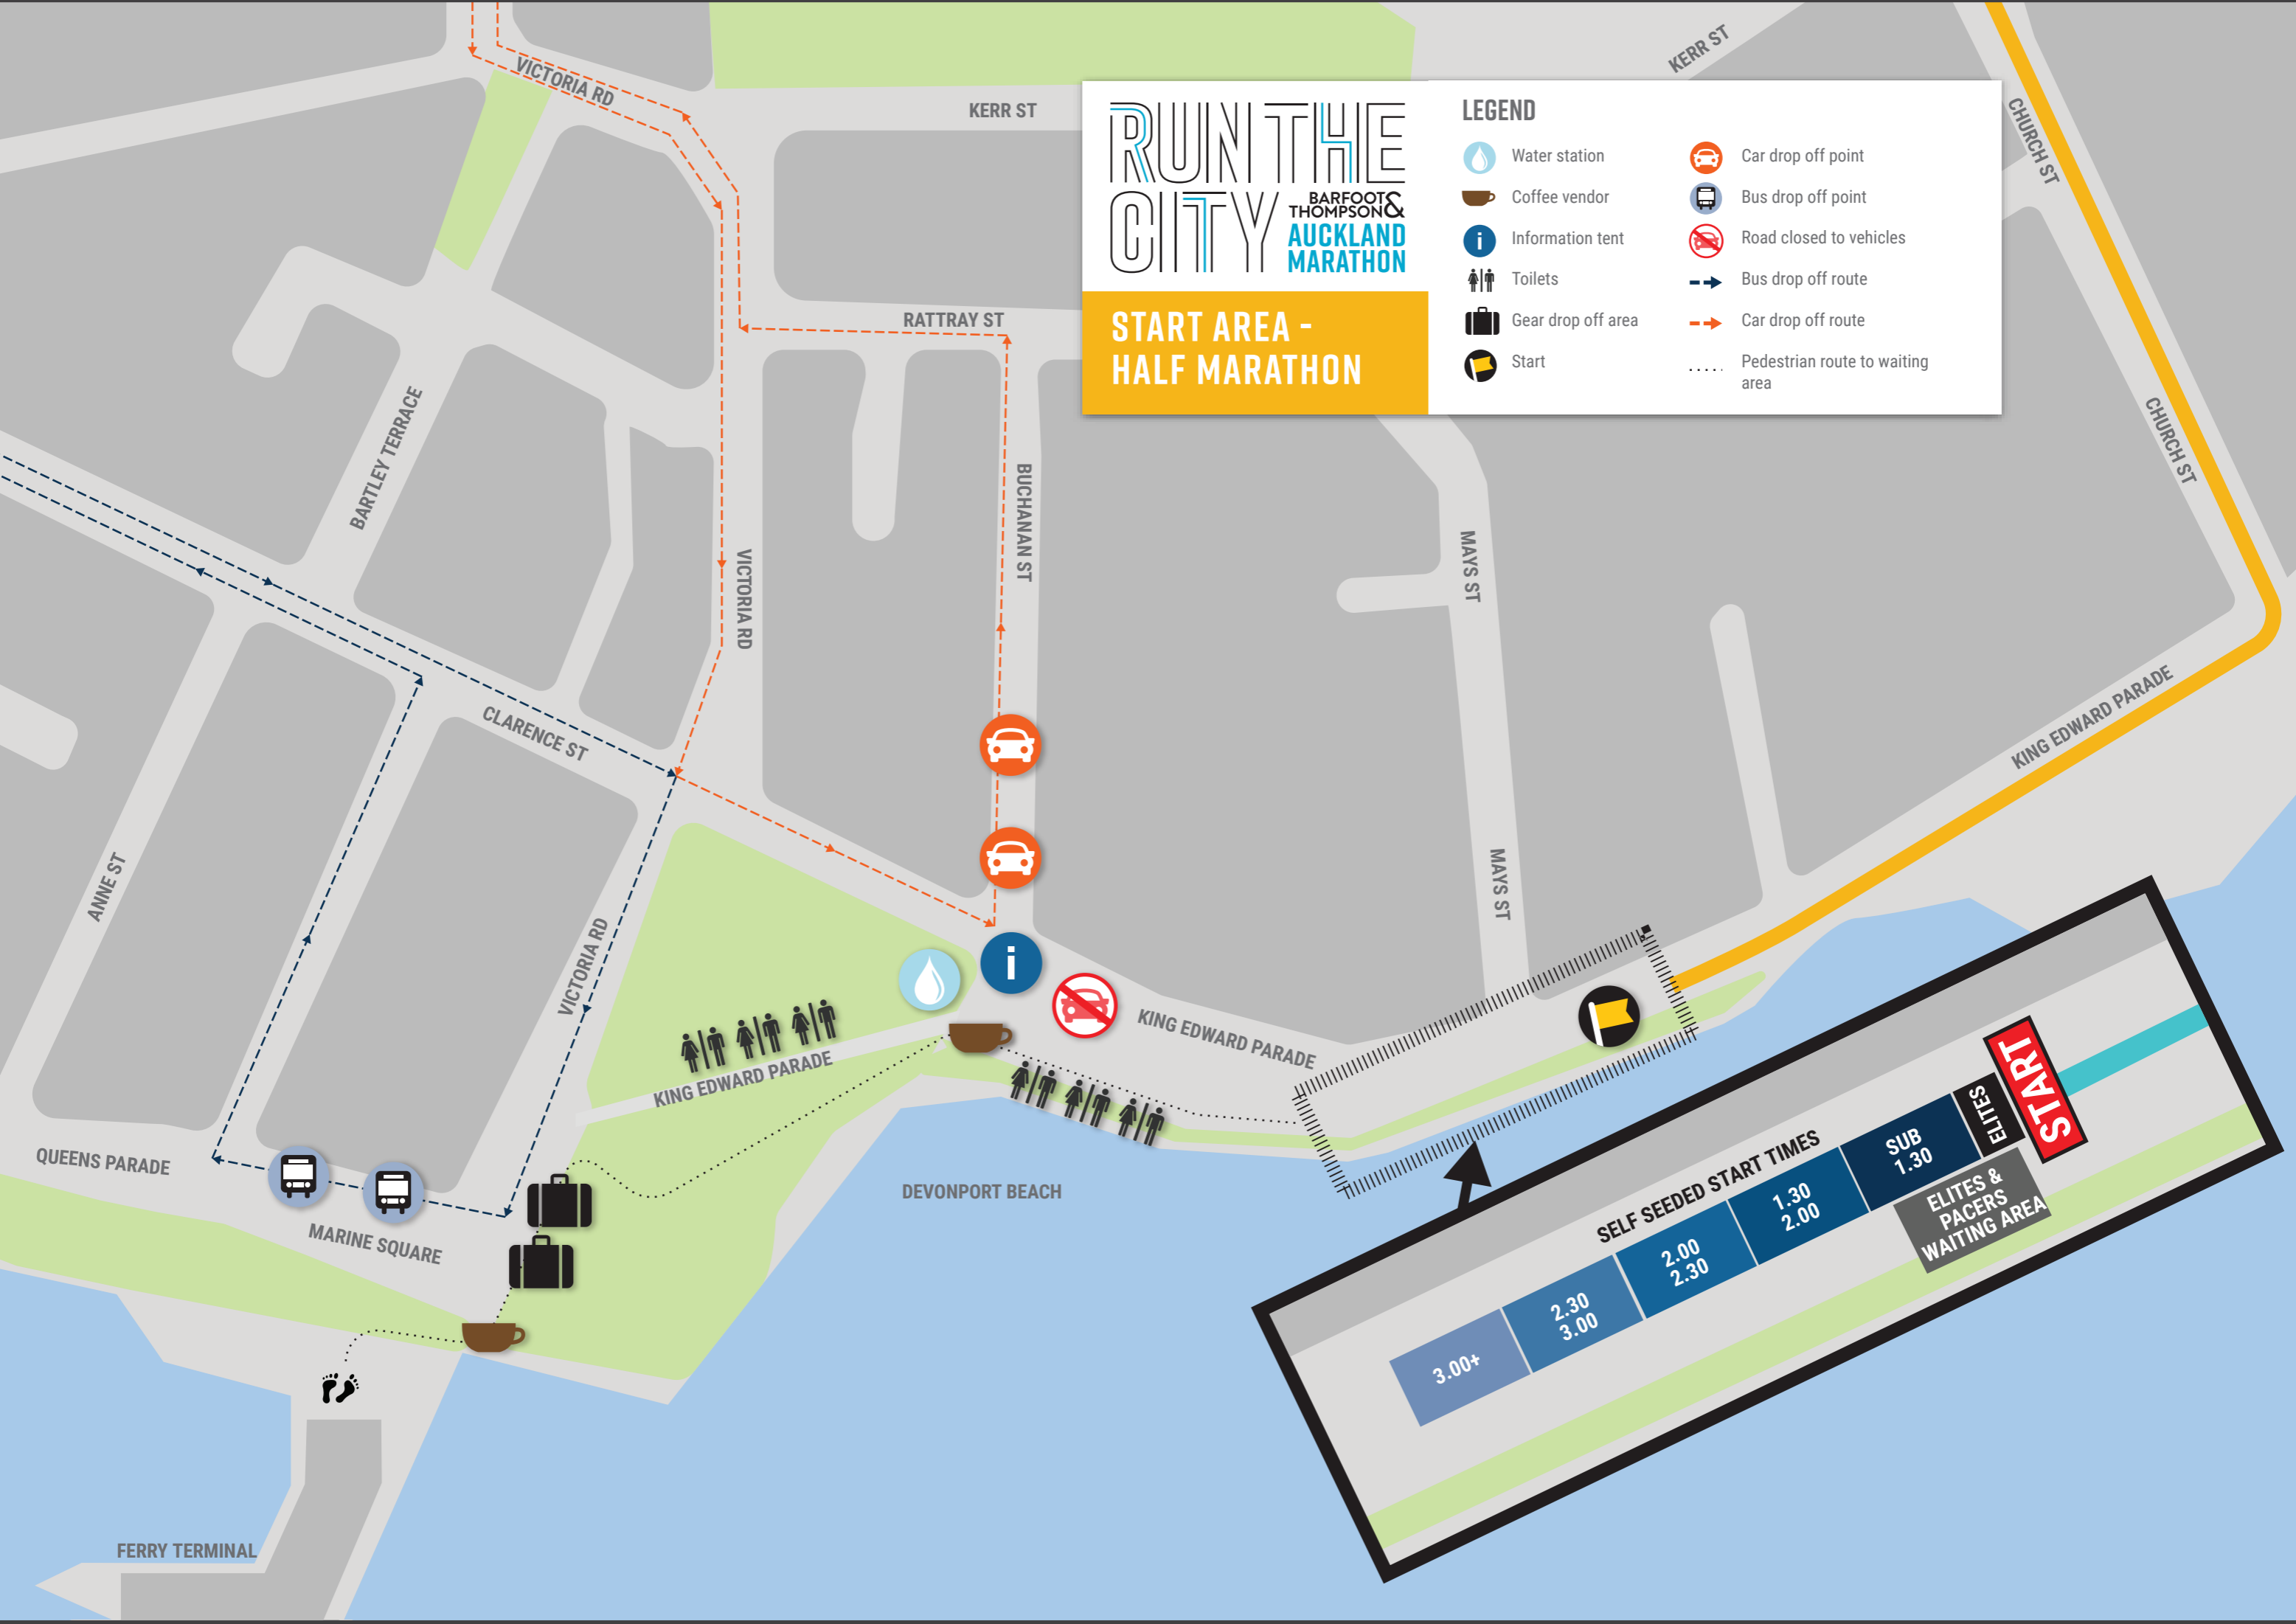 RUN THE
CITY
BARFOOT &
THOMPSON
AUCKLAND
MARATHON
START AREA -
HALF MARATHON
LEGEND
Water station
Coffee vendor
i
Information tent
Toilets
Gear drop off area
Start
Car drop off point
Bus drop off point
Road closed to vehicles
Bus drop off route
Car drop off route
Pedestrian route to waiting
area
VICTORIA RD
KERR ST
KERR ST
CHURCH ST
RATTRAY ST
CHURCH ST
BARTLEY TERRACE
BUCHANAN ST
VICTORIA RD
MAYS ST
CLARENCE ST
KING EDWARD PARADE
ANNE ST
MAYS ST
VICTORIA RD
i
KING EDWARD PARADE
KING EDWARD PARADE
QUEENS PARADE
MARINE SQUARE
DEVONPORT BEACH
FERRY TERMINAL
SELF SEEDED START TIMES
START
ELITES
SUB
1.30
1.30
2.00
2.00
2.30
2.30
3.00
3.00+
ELITES &
PACERS
WAITING AREA